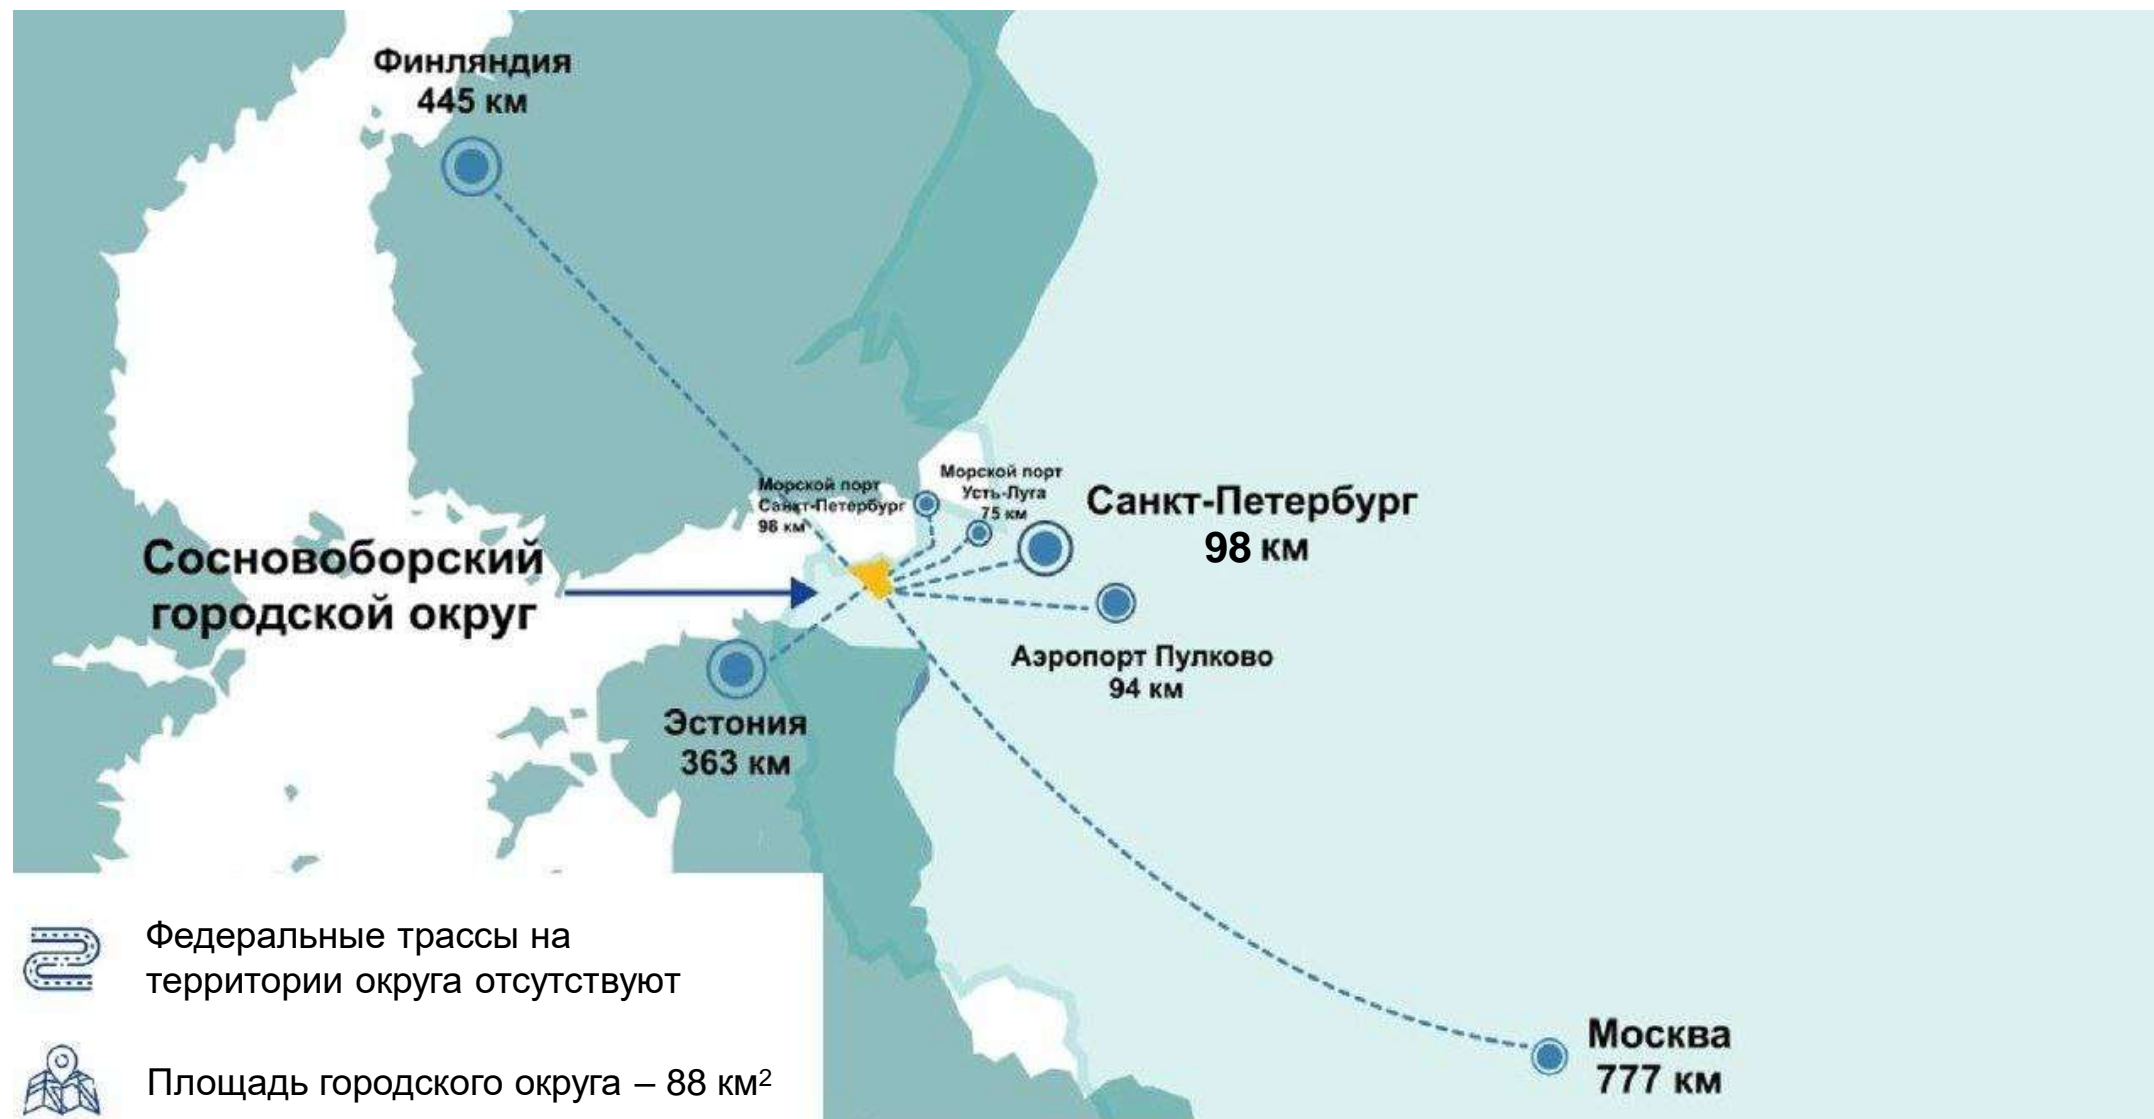 Финляндия
445 км
Морской порт
Санкт-Петербург
98 км
Морской порт
Усть-Луга
75 км
Санкт-Петербург
98 км
Сосновоборский
городской округ
Аэропорт Пулково
94 км
Эстония
363 км
Федеральные трассы на
территории округа отсутствуют
Москва
777 км
Площадь городского округа – 88 км²